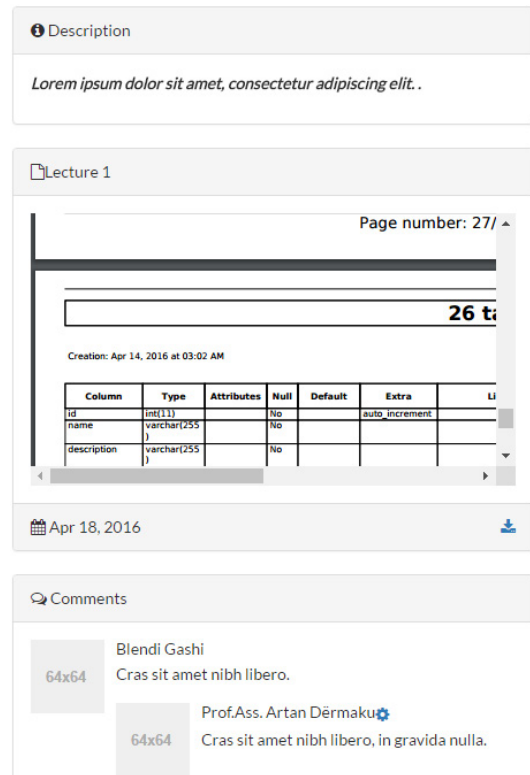 Description
Lorem ipsum dolor sit amet, consectetur adipiscing elit. .
Lecture 1
Page number: 27/
26 ta
Creation: Apr 14, 2016 at 03:02 AM
Column Type Attributes Null Default Extra Li
id int(11) No auto_increment
name varchar(255 No
)
description varchar(255 No
)
Apr 18, 2016
Comments
64x64
Blendi Gashi
Cras sit amet nibh libero.
64x64
Prof.Ass. Artan Dërmaku
Cras sit amet nibh libero, in gravida nulla.